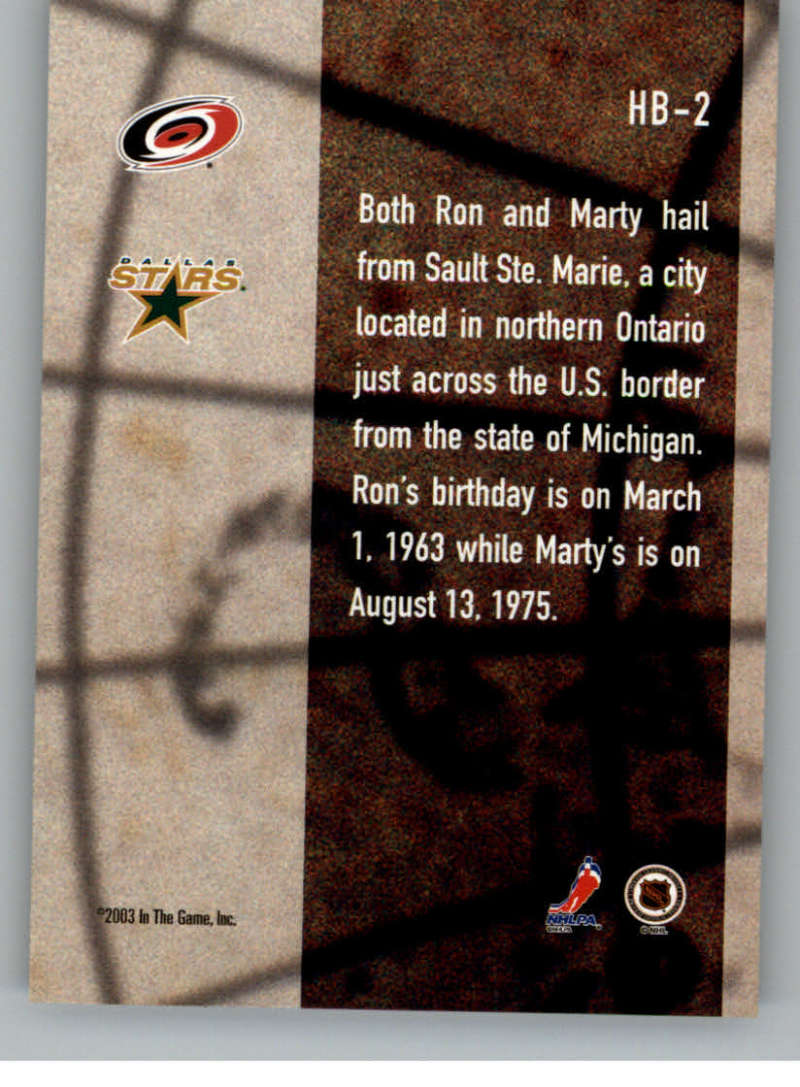 HB-2
DALLAS
STARS
Both Ron and Marty hail
from Sault Ste. Marie, a city
located in northern Ontario
just across the U.S. border
from the state of Michigan.
Ron's birthday is on March
1, 1963 while Marty's is on
August 13, 1975.
©2003 In The Game, Inc.
NHLPA
© NHL